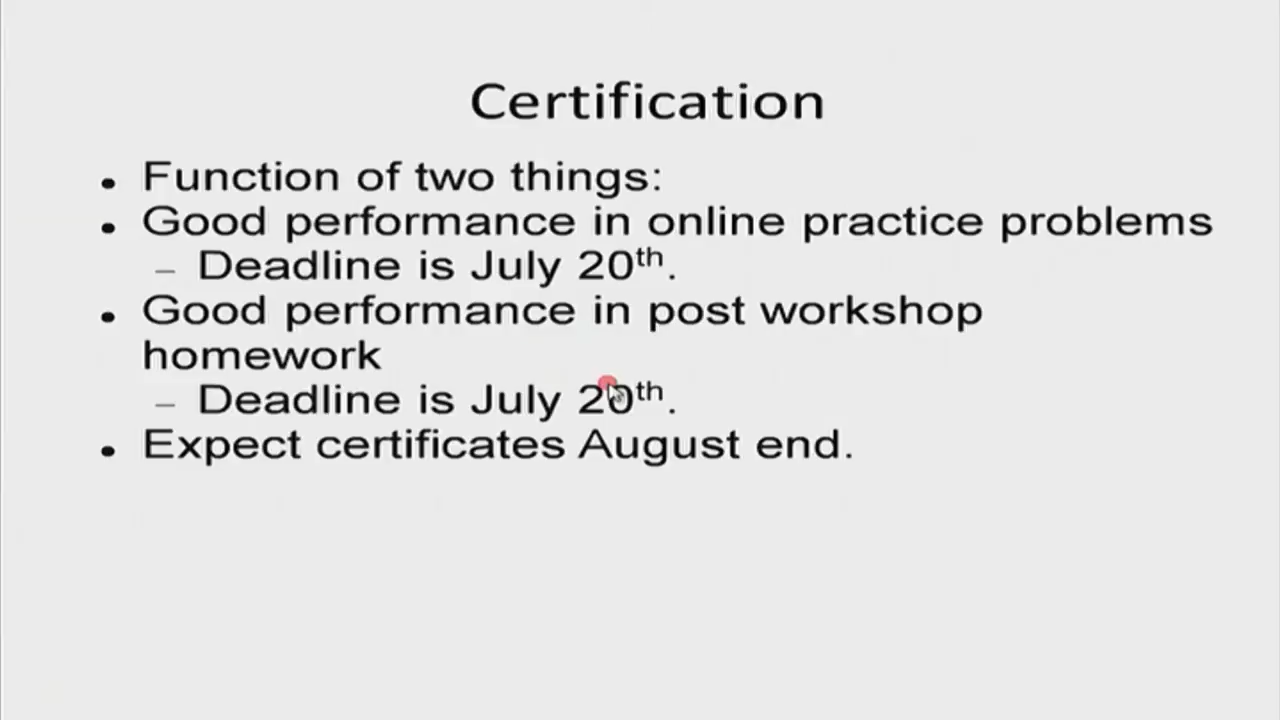 Certification
• Function of two things:
• Good performance in online practice problems
– Deadline is July 20th.
• Good performance in post workshop
homework
– Deadline is July 20th.
• Expect certificates August end.